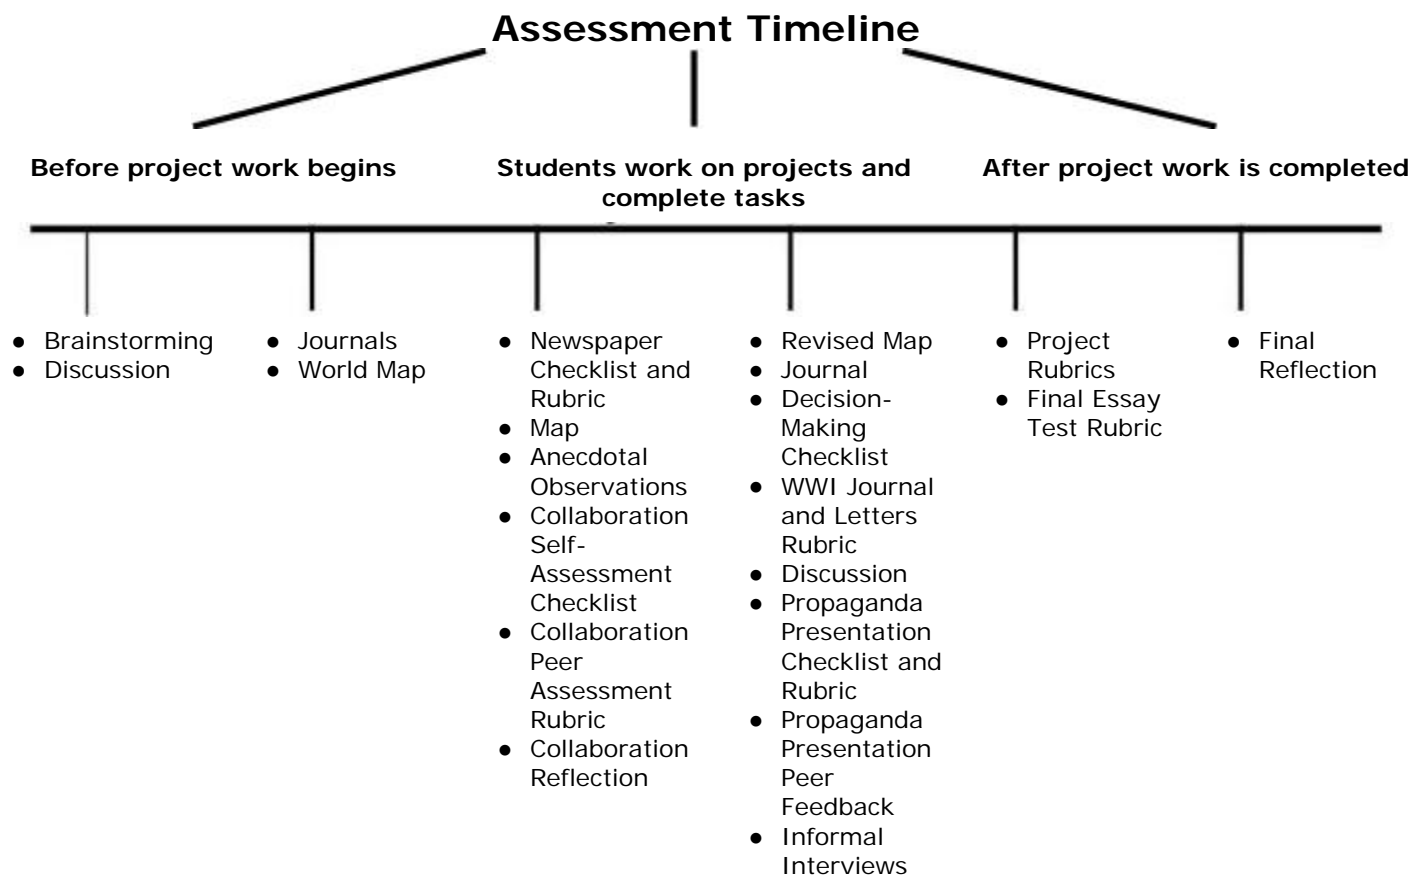 Assessment Timeline
Before project work begins
Students work on projects and
complete tasks
After project work is completed
● Brainstorming
● Discussion
● Journals
● World Map
● Newspaper
Checklist and
Rubric
● Map
● Anecdotal
Observations
● Collaboration
Self-
Assessment
Checklist
● Collaboration
Peer
Assessment
Rubric
● Collaboration
Reflection
● Revised Map
● Journal
● Decision-
Making
Checklist
● WWI Journal
and Letters
Rubric
● Discussion
● Propaganda
Presentation
Checklist and
Rubric
● Propaganda
Presentation
Peer
Feedback
● Informal
Interviews
● Project
Rubrics
● Final Essay
Test Rubric
● Final
Reflection